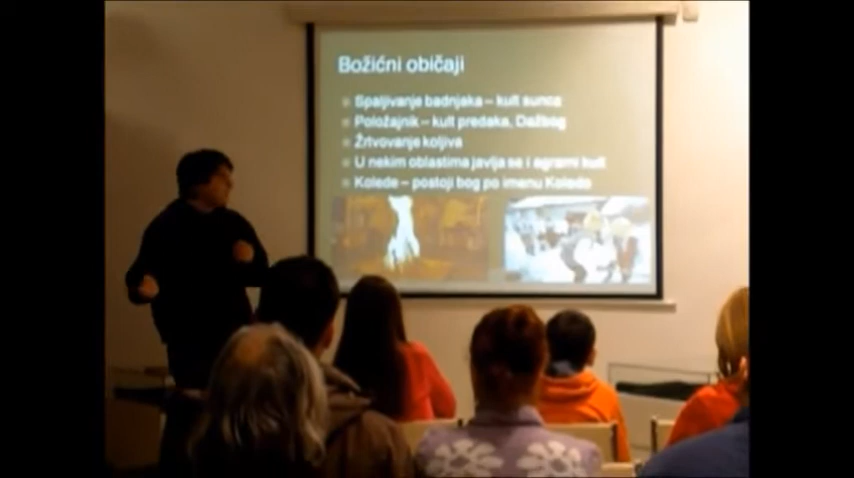 Božićni običaji
Spaljivanje badnjaka – kult sunca
Položajnik – kult predaka, Dažbog
Žrtvovanje koljiva
U nekim oblastima javlja se i agrarni kult
Kolede – postoji bog po imenu Koledo